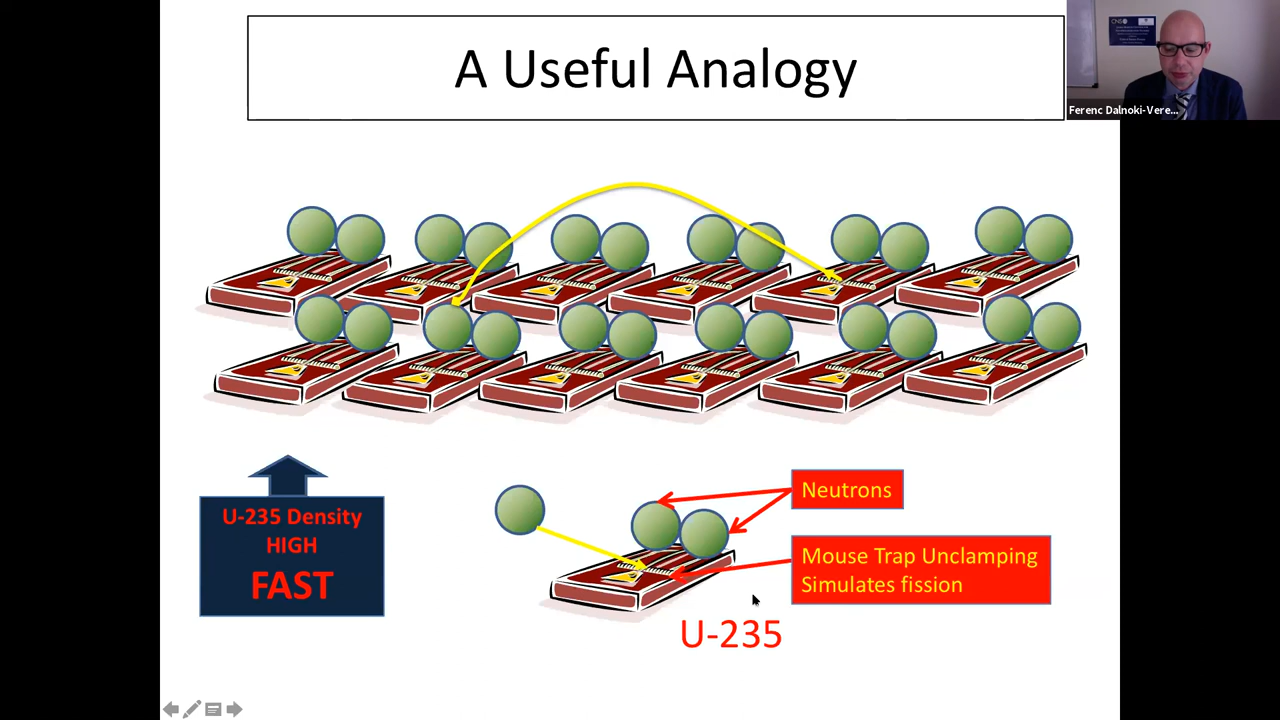 A Useful Analogy
Ferenc Dalnoki-Vere...
Neutrons
U-235 Density
HIGH
FAST
Mouse Trap Unclamping
Simulates fission
U-235